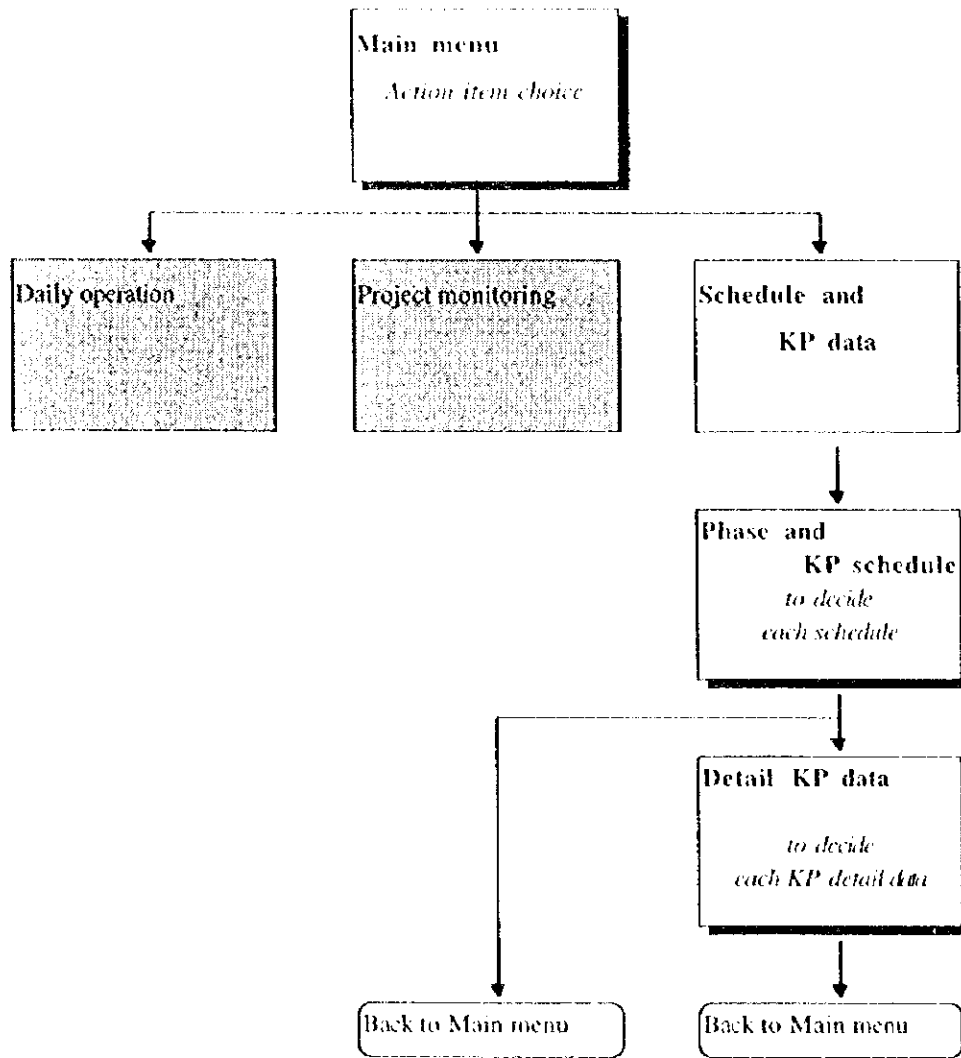 Main menu
Action item choice
Daily operation
Project monitoring
Schedule and
KP data
Phase and
KP schedule
to decide
each schedule
Detail KP data
to decide
each KP detail data
Back to Main menu
Back to Main menu